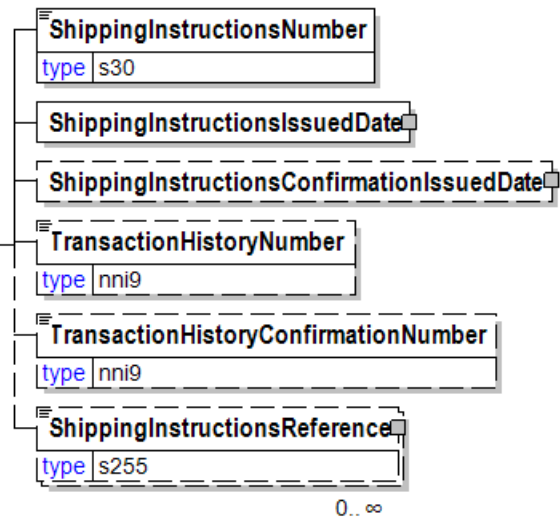 ShippingInstructionsNumber
type s30
ShippingInstructionsIssuedDate
ShippingInstructionsConfirmationIssuedDate
TransactionHistoryNumber
type nni9
TransactionHistoryConfirmationNumber
type nni9
ShippingInstructionsReference
type s255
0..∞